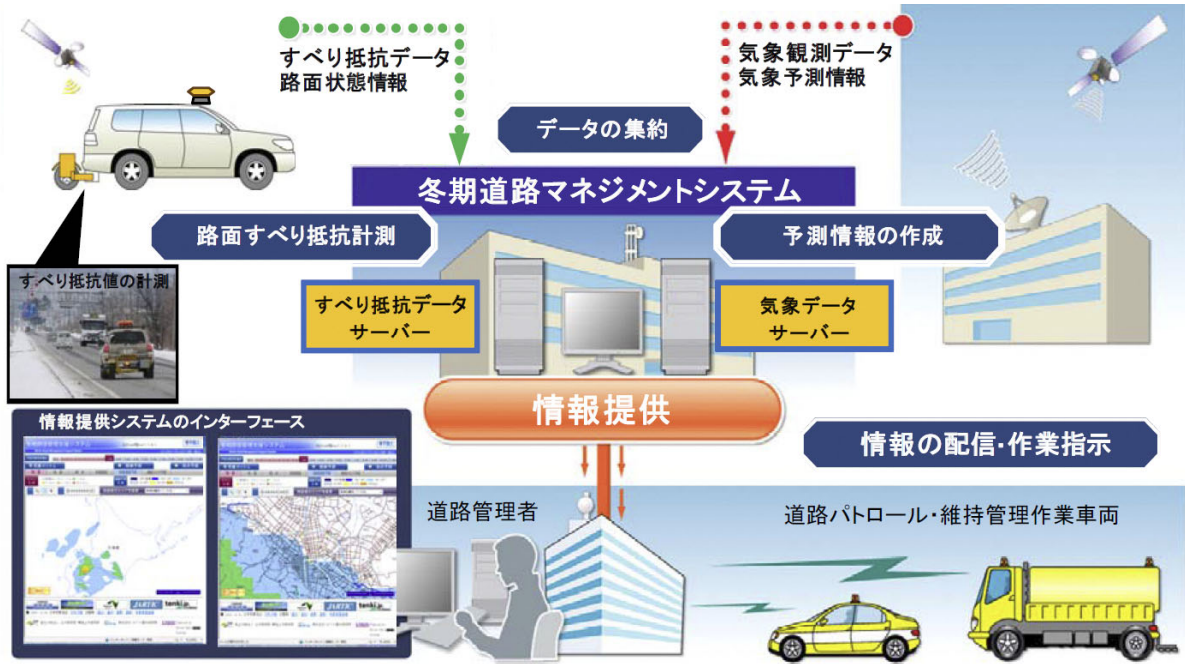 すべり抵抗データ
路面状態情報
気象観測データ
気象予測情報
データの集約
冬期道路マネジメントシステム
路面すべり抵抗計測
予測情報の作成
すべり抵抗値の計測
すべり抵抗データ
サーバー
気象データ
サーバー
情報提供
情報提供システムのインターフェース
情報の配信・作業指示
道路管理者
道路パトロール・維持管理作業車両
JARTIC
tenki.jp
JARTIC
tenki.jp